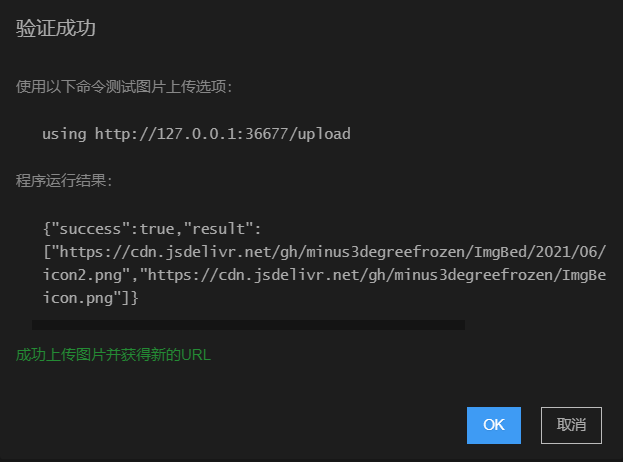 验证成功
使用以下命令测试图片上传选项：
using http://127.0.0.1:36677/upload
程序运行结果：
{"success":true,"result":
["https://cdn.jsdelivr.net/gh/minus3degreefrozen/ImgBed/2021/06/
icon2.png","https://cdn.jsdelivr.net/gh/minus3degreefrozen/ImgBe
icon.png"]}
成功上传图片并获得新的URL
OK 取消